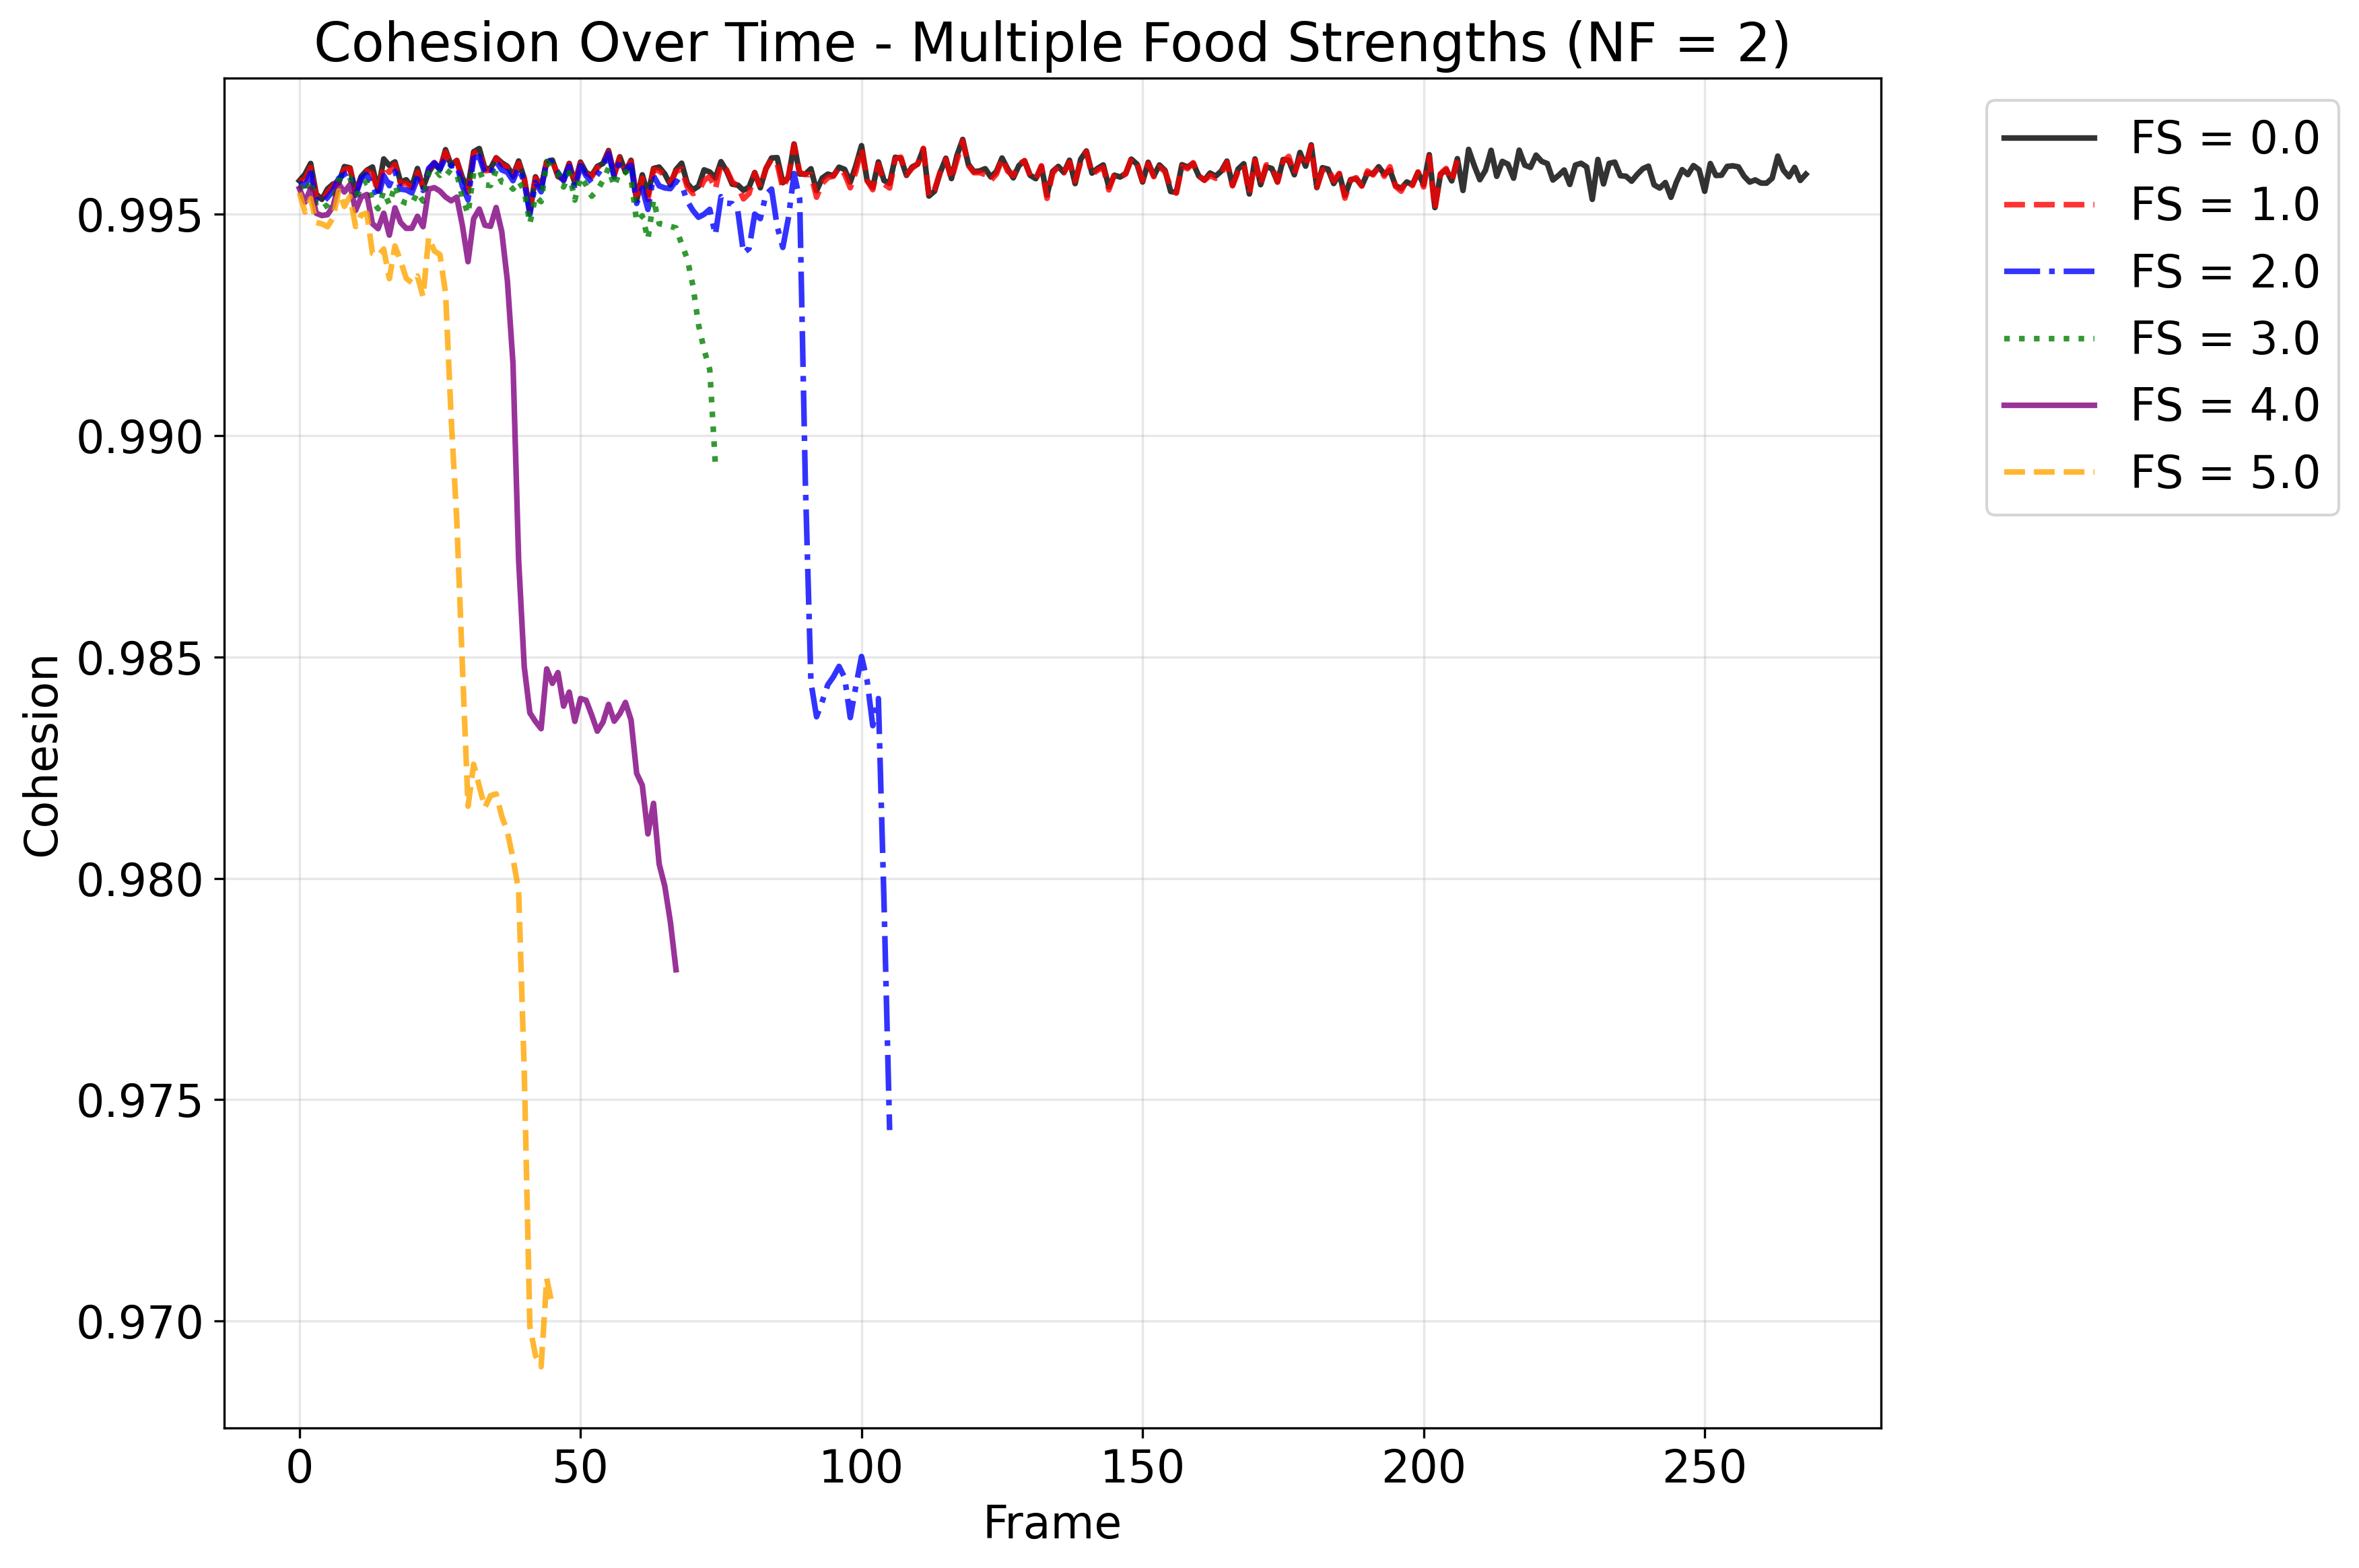 Cohesion Over Time - Multiple Food Strengths (NF = 2)
FS = 0.0
FS = 1.0
FS = 2.0
FS = 3.0
FS = 4.0
FS = 5.0
0.995
0.990
0.985
0.980
0.975
0.970
Cohesion
0 50 100 150 200 250
Frame